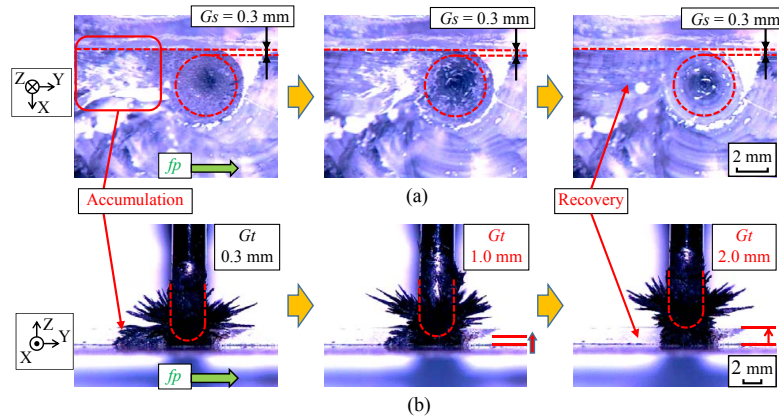 Gs = 0.3 mm
Gs = 0.3 mm
Gs = 0.3 mm
Z
Y
X
fp
2 mm
(a)
Accumulation
Recovery
Gt
0.3 mm
Gt
1.0 mm
Gt
2.0 mm
Z
Y
X
fp
2 mm
(b)